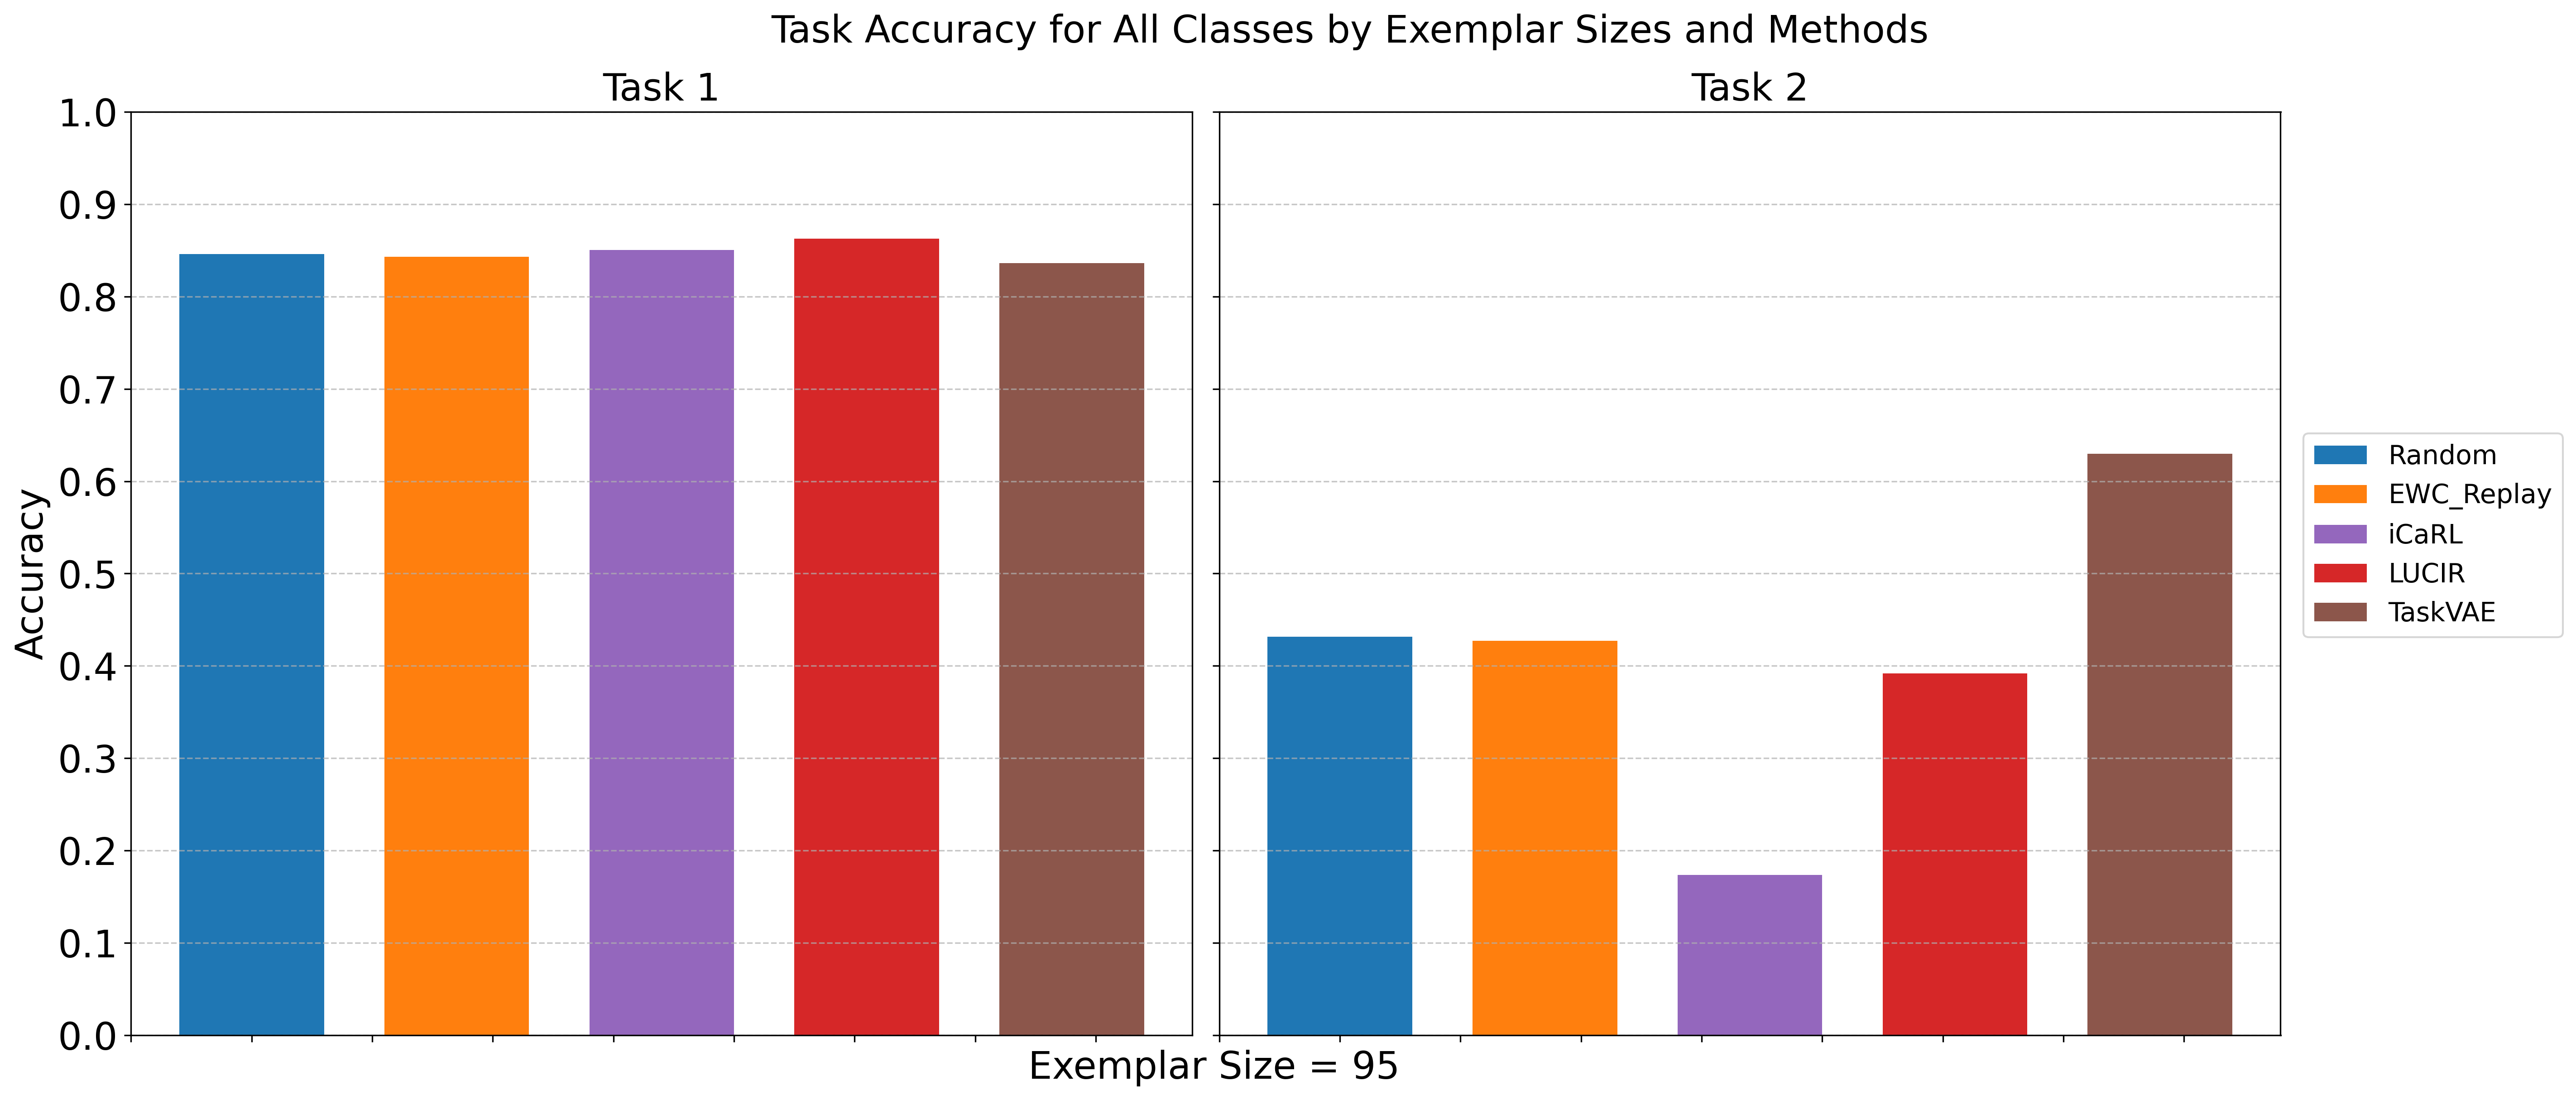 Task Accuracy for All Classes by Exemplar Sizes and Methods
Task 1
Task 2
1.0
0.9
0.8
0.7
0.6
0.5
0.4
0.3
0.2
0.1
0.0
Accuracy
Exemplar Size = 95
Random
EWC_Replay
iCaRL
LUCIR
TaskVAE